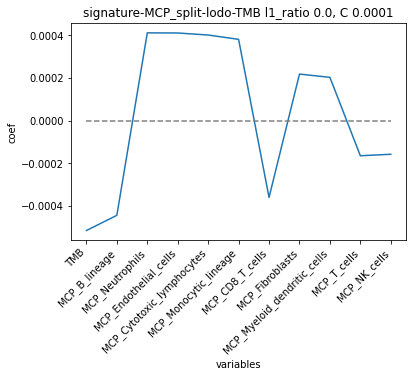 signature-MCP_split-lodo-TMB l1_ratio 0.0, C 0.0001
0.0004
0.0002
0.0000
−0.0002
−0.0004
coef
TMB
MCP_B_lineage
MCP_Neutrophils
MCP_Endothelial_cells
MCP_Cytotoxic_lymphocytes
MCP_Monocytic_lineage
MCP_CD8_T_cells
MCP_Fibroblasts
MCP_Myeloid_dendritic_cells
MCP_T_cells
MCP_NK_cells
variables